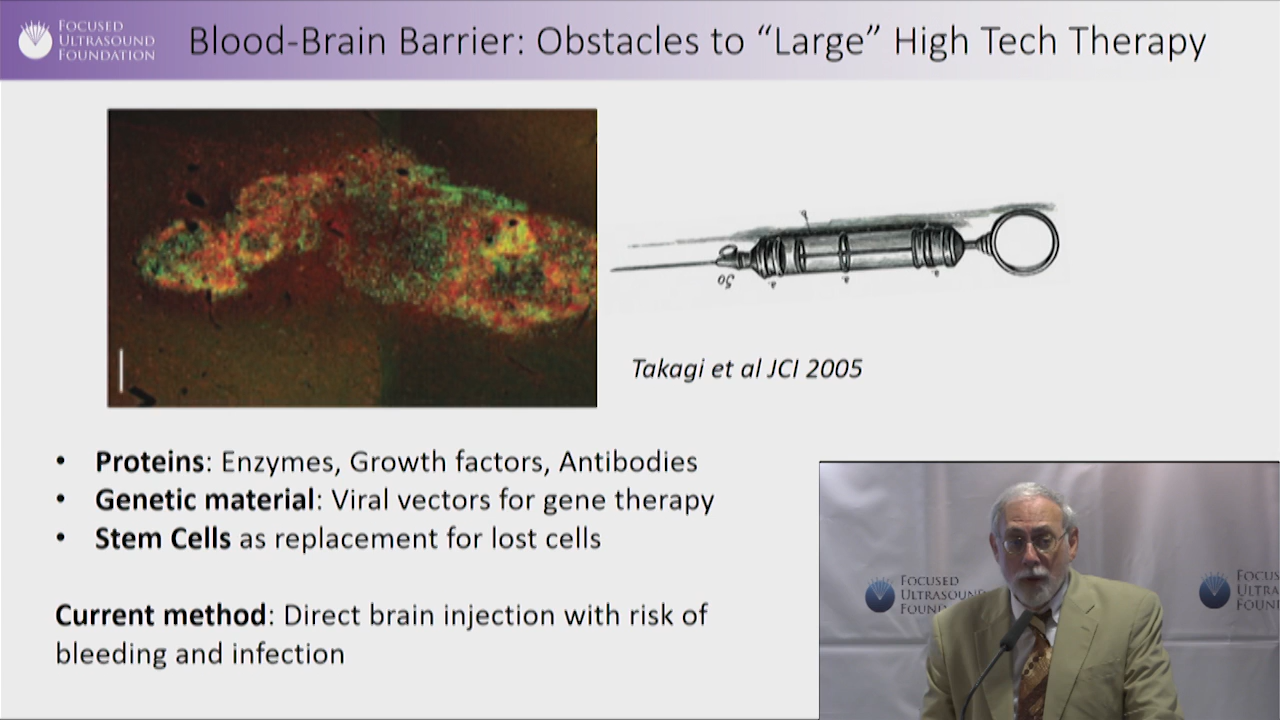 FOCUSED
ULTRASOUND
FOUNDATION
Blood-Brain Barrier: Obstacles to “Large” High Tech Therapy
Takagi et al JCI 2005
• Proteins: Enzymes, Growth factors, Antibodies
• Genetic material: Viral vectors for gene therapy
• Stem Cells as replacement for lost cells
Current method: Direct brain injection with risk of
bleeding and infection
FOCUSED
ULTRASOUND
FOUND
FOCUS
ULTRA
FOUN